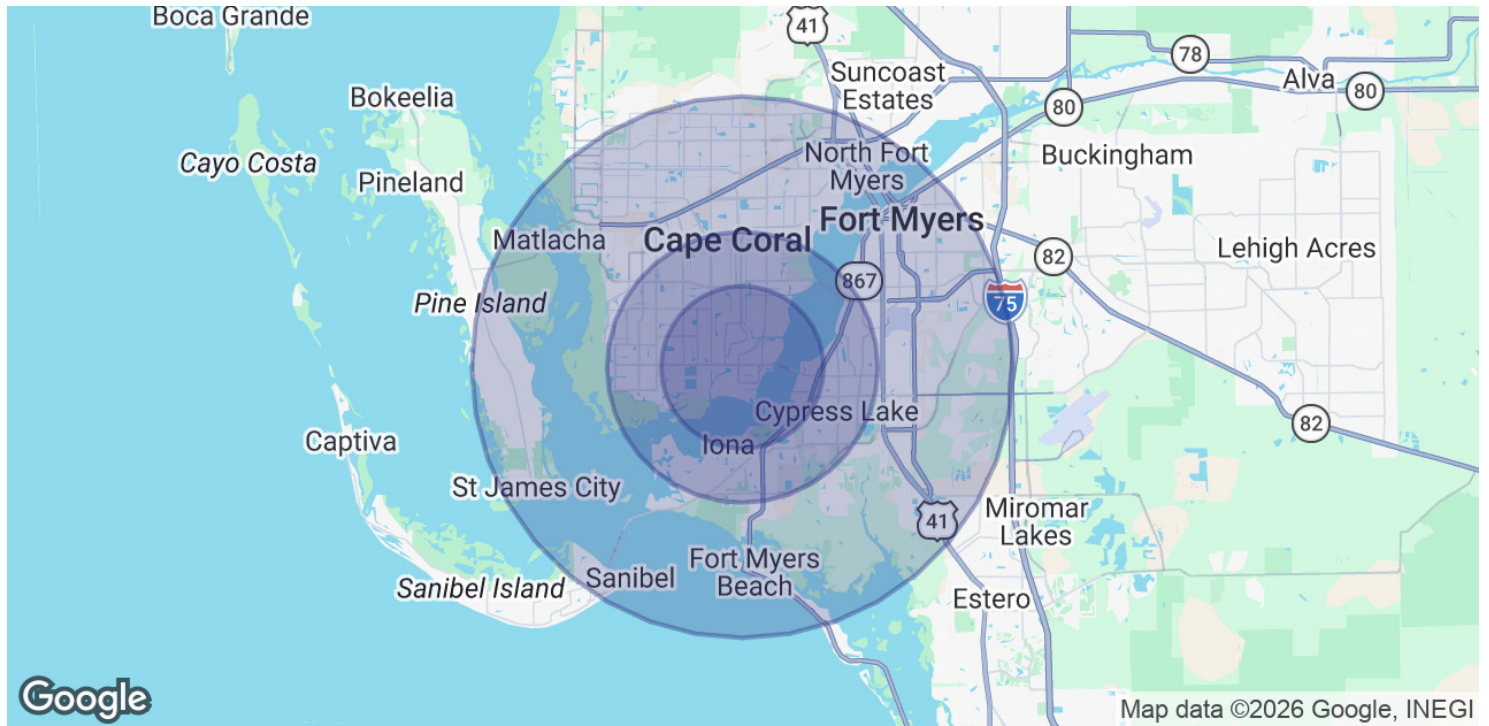 Boca Grande
41
78
Suncoast
Estates
Alva
80
80
Bokeelia
North Fort
Myers
Buckingham
Cayo Costa
Pineland
Fort Myers
Matlacha
Cape Coral
82
Lehigh Acres
867
Pine Island
75
Cypress Lake
82
Captiva
Iona
St James City
41
Miromar
Lakes
Fort Myers
Beach
Sanibel
Sanibel Island
Estero
Google
Map data ©2026 Google, INEGI